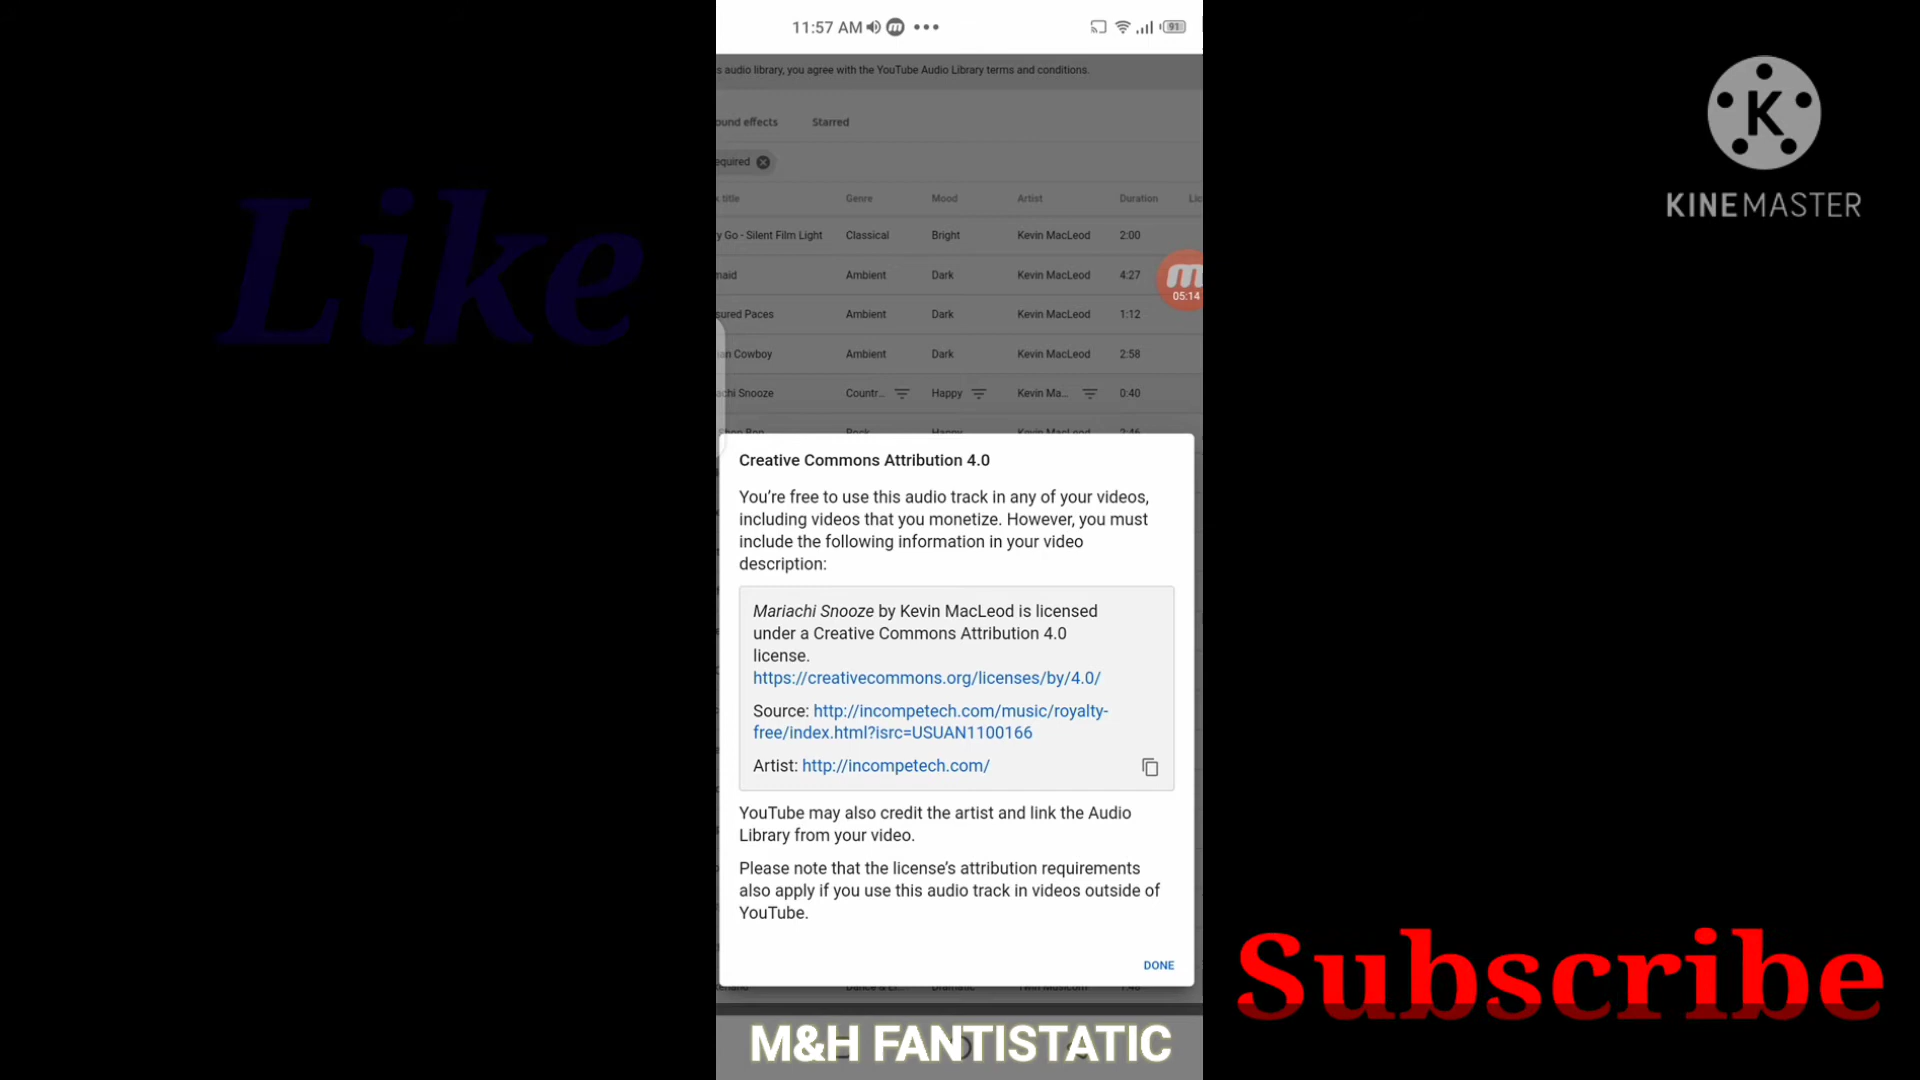 11:57 AM
91
s audio library, you agree with the YouTube Audio Library terms and conditions.
ound effects Starred
equired
title Genre Mood Artist Duration Lic
y Go - Silent Film Light Classical Bright Kevin MacLeod 2:00
maid Ambient Dark Kevin MacLeod 4:27
sured Paces Ambient Dark Kevin MacLeod 1:12
an Cowboy Ambient Dark Kevin MacLeod 2:58
achi Snooze Countr... Happy Kevin Ma... 0:40
05:14
Creative Commons Attribution 4.0
You’re free to use this audio track in any of your videos,
including videos that you monetize. However, you must
include the following information in your video
description:
Mariachi Snooze by Kevin MacLeod is licensed
under a Creative Commons Attribution 4.0
license.
https://creativecommons.org/licenses/by/4.0/
Source: http://incompetech.com/music/royalty-
free/index.html?isrc=USUAN1100166
Artist: http://incompetech.com/
YouTube may also credit the artist and link the Audio
Library from your video.
Please note that the license’s attribution requirements
also apply if you use this audio track in videos outside of
YouTube.
DONE
M&H FANTISTATIC
Like
K
KINEMASTER
Subscribe